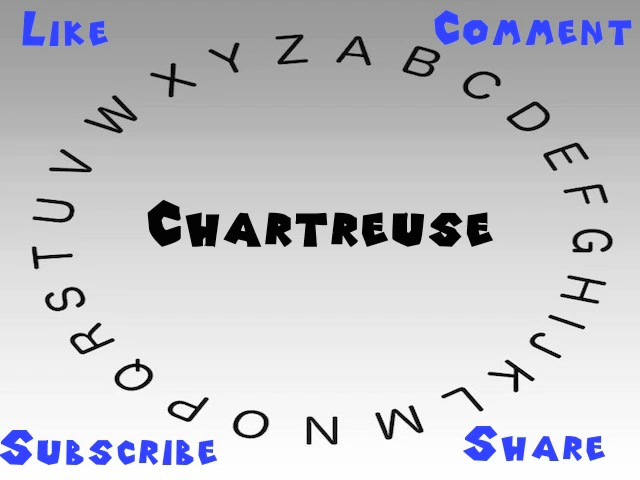 Like
Comment
A B C D E F G H I J K L M N O P Q R S T U V W X Y Z
Chartreuse
Subscribe
Share